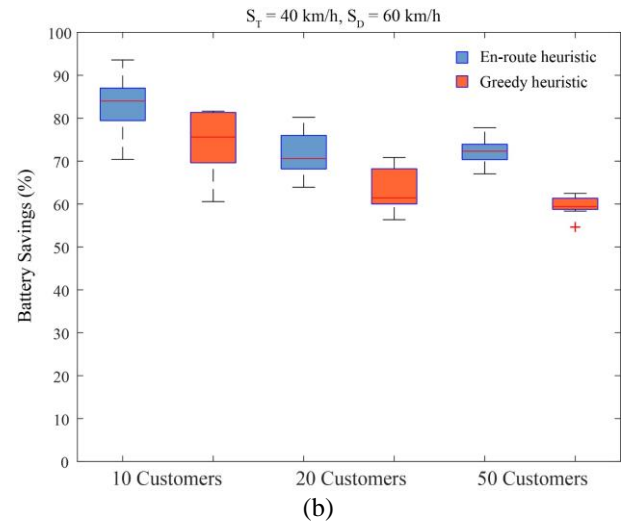 S_T = 40 km/h, S_D = 60 km/h
En-route heuristic
Greedy heuristic
Battery Savings (%)
100
90
80
70
60
50
40
30
20
10
0
10 Customers 20 Customers 50 Customers
(b)